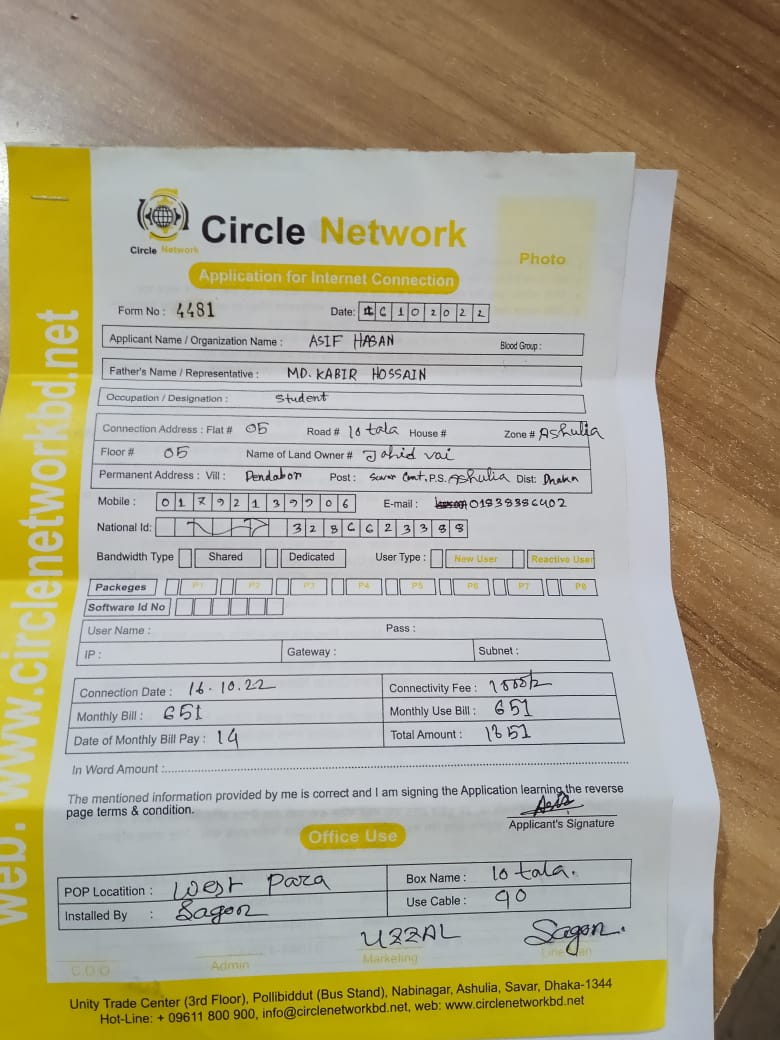 web: www.circlenetworkbd.net
Circle Network
Circle Network
Photo
Application for Internet Connection
Form No : 4481
Date: 16 10 2022
Applicant Name / Organization Name : ASIF HASAN Blood Group :
Father's Name / Representative : MD. KABIR HOSSAIN
Occupation / Designation : Student
Connection Address : Flat # 05 Road # 10 tala House # Zone # Ashulia
Floor # 05 Name of Land Owner # Jahid vai
Permanent Address : Vill : Dendabor Post : Savar Cant. P.S. Ashulia Dist: Dhaka
Mobile : E-mail : 01838386402
National Id: 3286623388
Bandwidth Type Shared Dedicated User Type : New User Reactive User
Packeges P1 P2 P3 P4 P5 P6 P7 P8
Software Id No
User Name : Pass :
IP : Gateway : Subnet :
Connection Date : 16.10.22 Connectivity Fee :
Monthly Bill : 651 Monthly Use Bill : 651
Date of Monthly Bill Pay : 14 Total Amount : 1651
In Word Amount :
The mentioned information provided by me is correct and I am signing the Application learning the reverse
page terms & condition.
Applicant's Signature
Office Use
POP Locatition : West Para Box Name : 10 tala.
Installed By : Sagor Use Cable : 90
UZZAL Sagor.
C.O.O Admin Marketing Line Man
Unity Trade Center (3rd Floor), Pollibiddut (Bus Stand), Nabinagar, Ashulia, Savar, Dhaka-1344
Hot-Line: + 09611 800 900, info@circlenetworkbd.net, web: www.circlenetworkbd.net